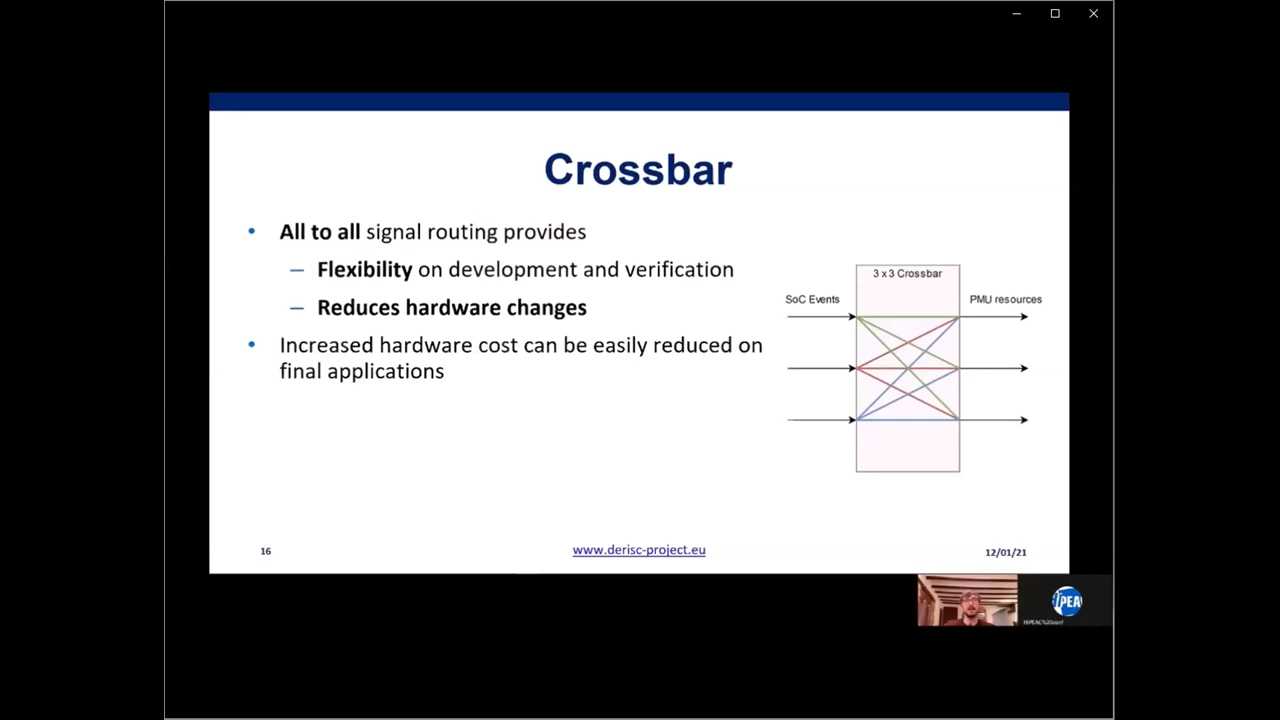 Crossbar
• All to all signal routing provides
– Flexibility on development and verification
– Reduces hardware changes
• Increased hardware cost can be easily reduced on
final applications
3 x 3 Crossbar
SoC Events
PMU resources
16
www.derisc-project.eu
12/01/21